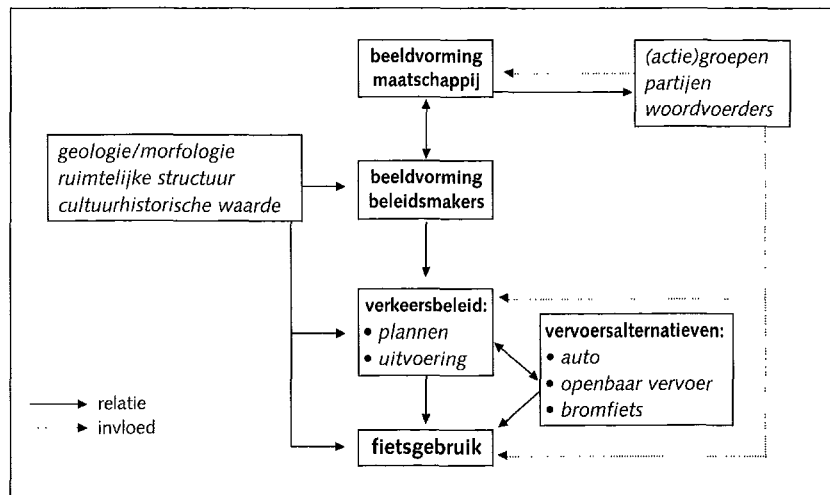 beeldvorming
maatschappij
(actie)groepen
partijen
woordvoerders
geologie/morfologie
ruimtelijke structuur
cultuurhistorische waarde
beeldvorming
beleidsmakers
verkeersbeleid:
• plannen
• uitvoering
vervoersalternatieven:
• auto
• openbaar vervoer
• bromfiets
fietsgebruik
relatie
invloed